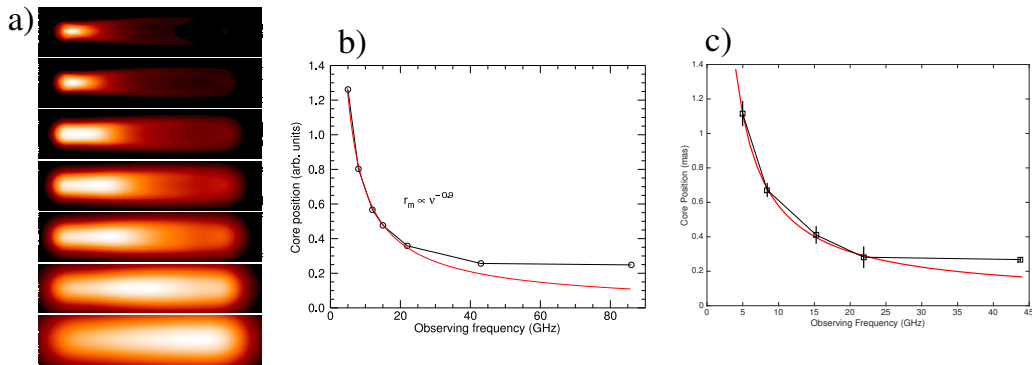 a)
b)
c)
1.4
1.2
1.0
0.8
0.6
0.4
0.2
0.0
Core position (arb. units)
r_m ∝ ν^−0.9
0 20 40 60 80
Observing frequency (GHz)
1.4
1.2
1
0.8
0.6
0.4
0.2
0
Core Position (mas)
0 5 10 15 20 25 30 35 40 45
Observing Frequency (GHz)